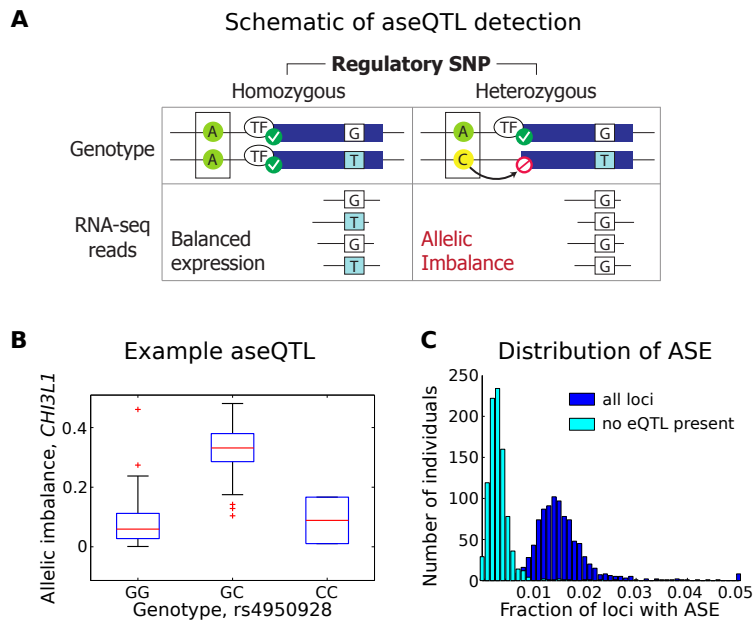 A
Schematic of aseQTL detection
Regulatory SNP
Homozygous
Heterozygous
Genotype
A
TF
G
A
TF
T
A
TF
G
C
T
RNA-seq
reads
Balanced
expression
G
T
G
T
Allelic
Imbalance
G
G
G
G
B
Example aseQTL
Allelic imbalance, CHI3L1
0.4
0.2
0
GG
GC
CC
Genotype, rs4950928
C
Distribution of ASE
Number of individuals
250
200
150
100
50
0
all loci
no eQTL present
0.01
0.02
0.03
0.04
0.05
Fraction of loci with ASE